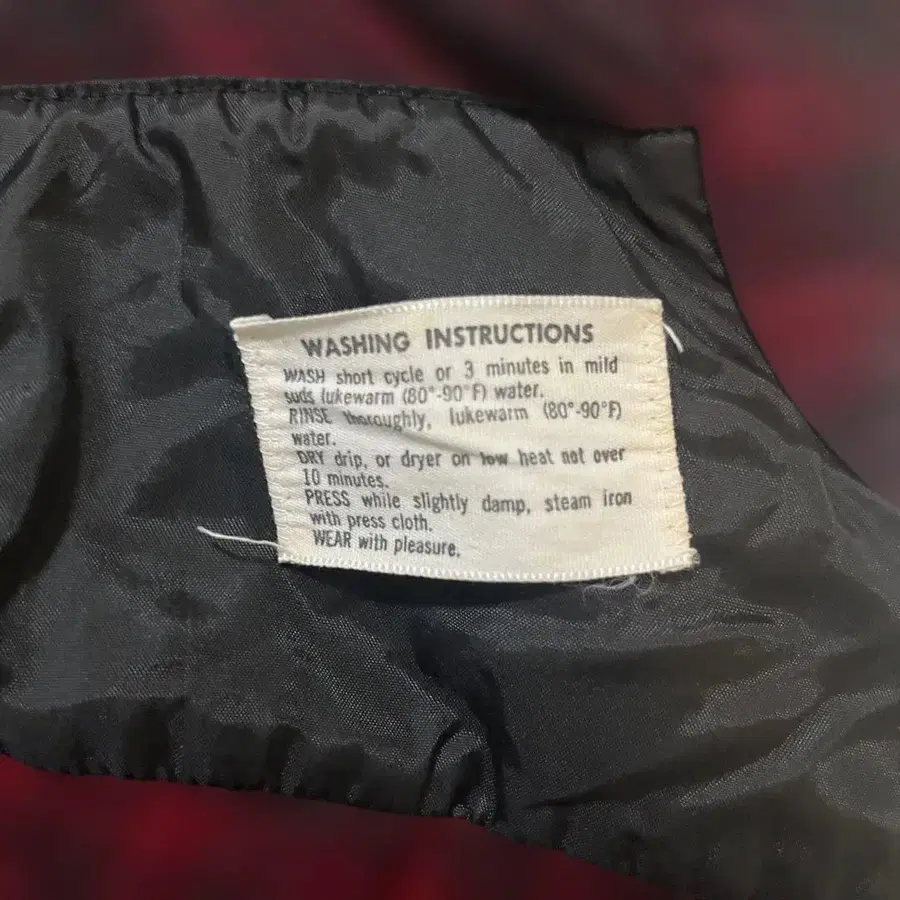 WASHING INSTRUCTIONS
WASH short cycle or 3 minutes in mild
suds lukewarm (80°-90°F) water.
RINSE thoroughly, lukewarm (80°-90°F)
water.
DRY drip, or dryer on low heat not over
10 minutes.
PRESS while slightly damp, steam iron
with press cloth.
WEAR with pleasure.